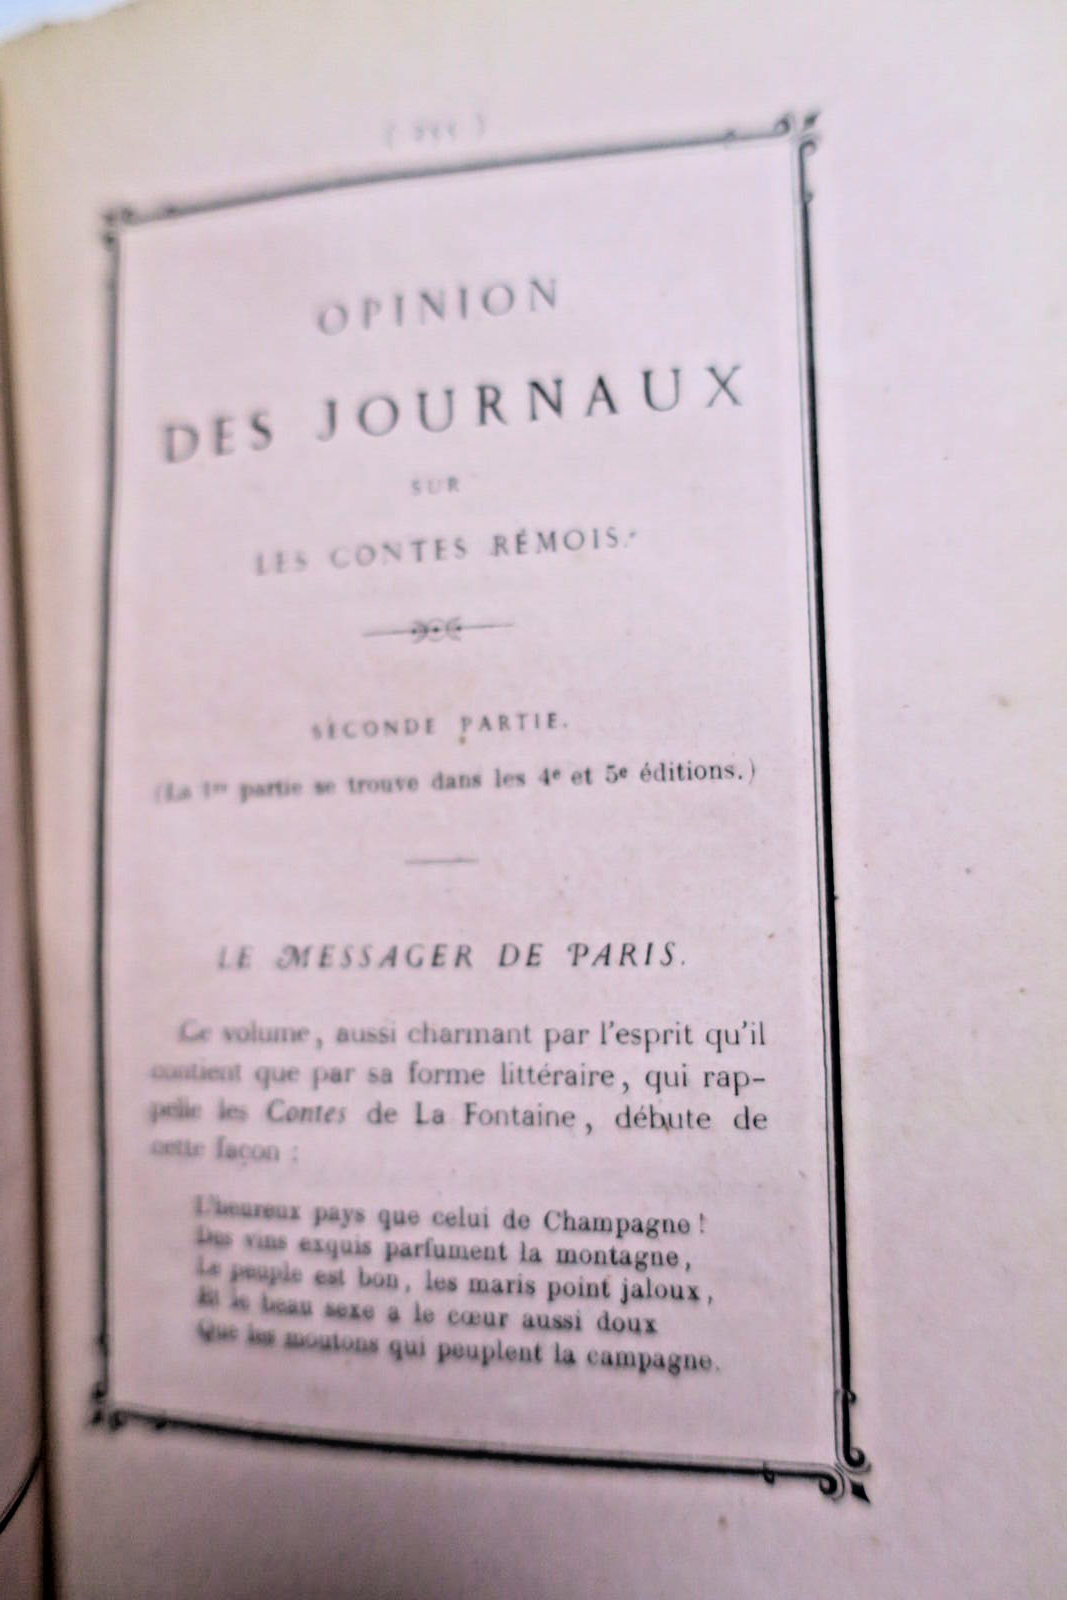 OPINION
DES JOURNAUX
SUR
LES CONTES RÉMOIS.
SECONDE PARTIE.
(La 1re partie se trouve dans les 4e et 5e éditions.)
LE MESSAGER DE PARIS.
Ce volume, aussi charmant par l'esprit qu'il
contient que par sa forme littéraire, qui rap-
pelle les Contes de La Fontaine, débute de
cette façon :
L'heureux pays que celui de Champagne !
Des vins exquis parfument la montagne,
Le peuple est bon, les maris point jaloux,
Et le beau sexe a le cœur aussi doux
Que les moutons qui peuplent la campagne.